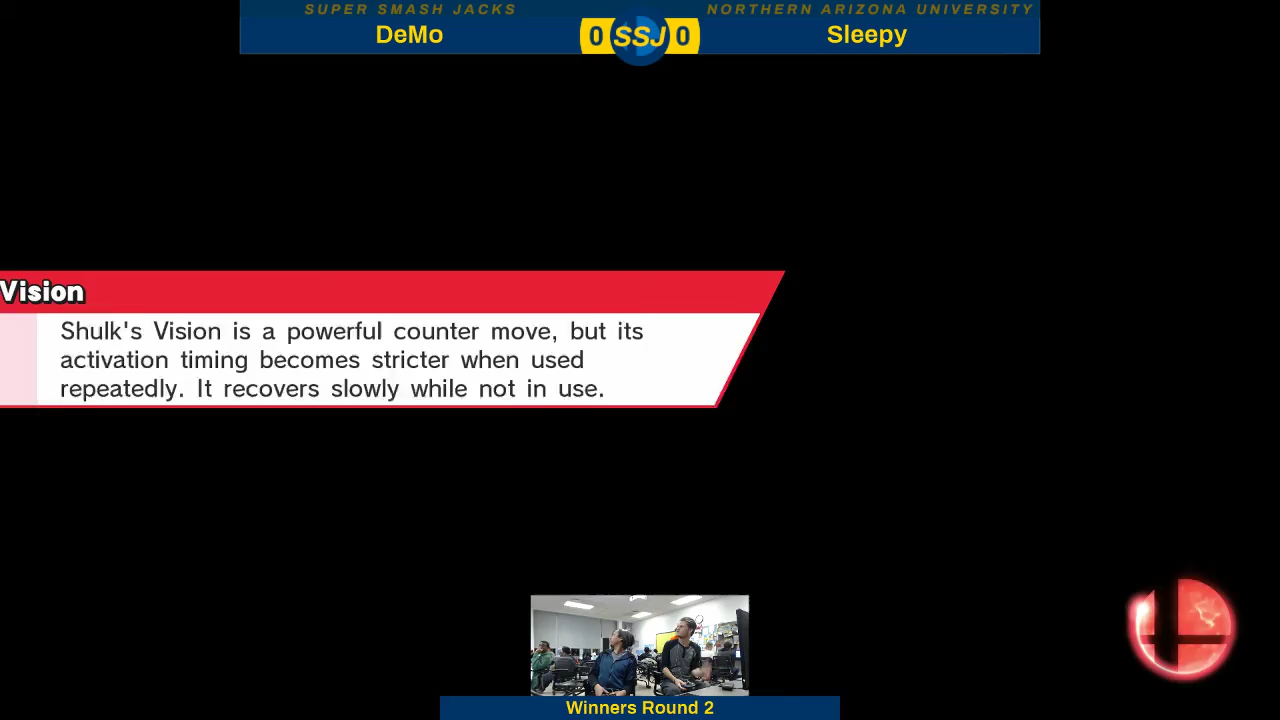 SUPER SMASH JACKS
NORTHERN ARIZONA UNIVERSITY
DeMo
0 SSJ 0
Sleepy
Vision
Shulk's Vision is a powerful counter move, but its
activation timing becomes stricter when used
repeatedly. It recovers slowly while not in use.
Winners Round 2